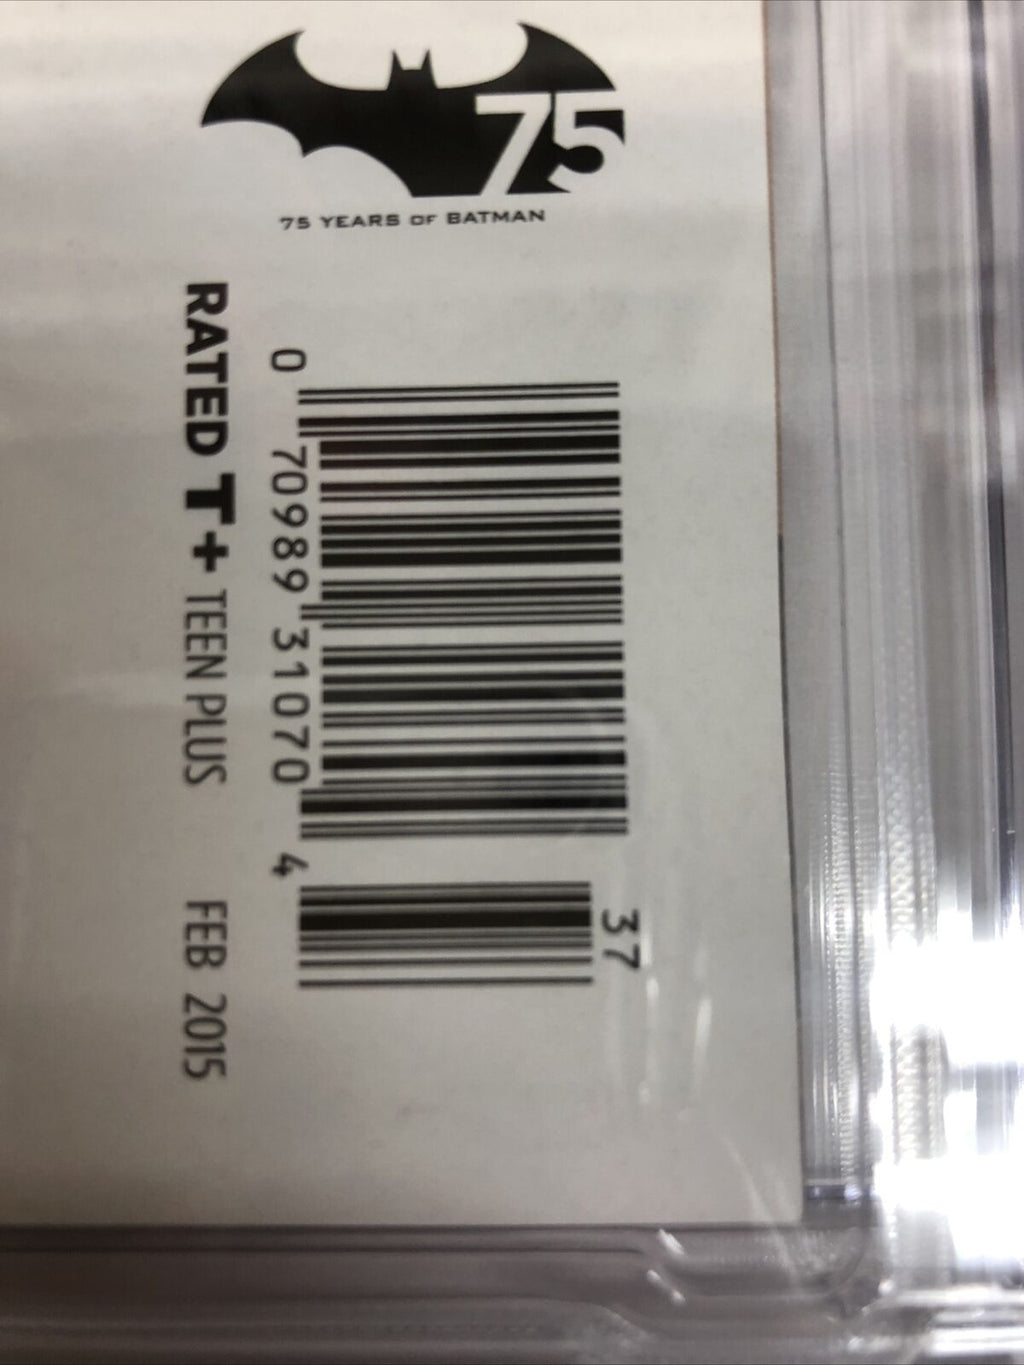 75
75 YEARS OF BATMAN
RATED T+ TEEN PLUS FEB 2015
0 70989 31070 4
37